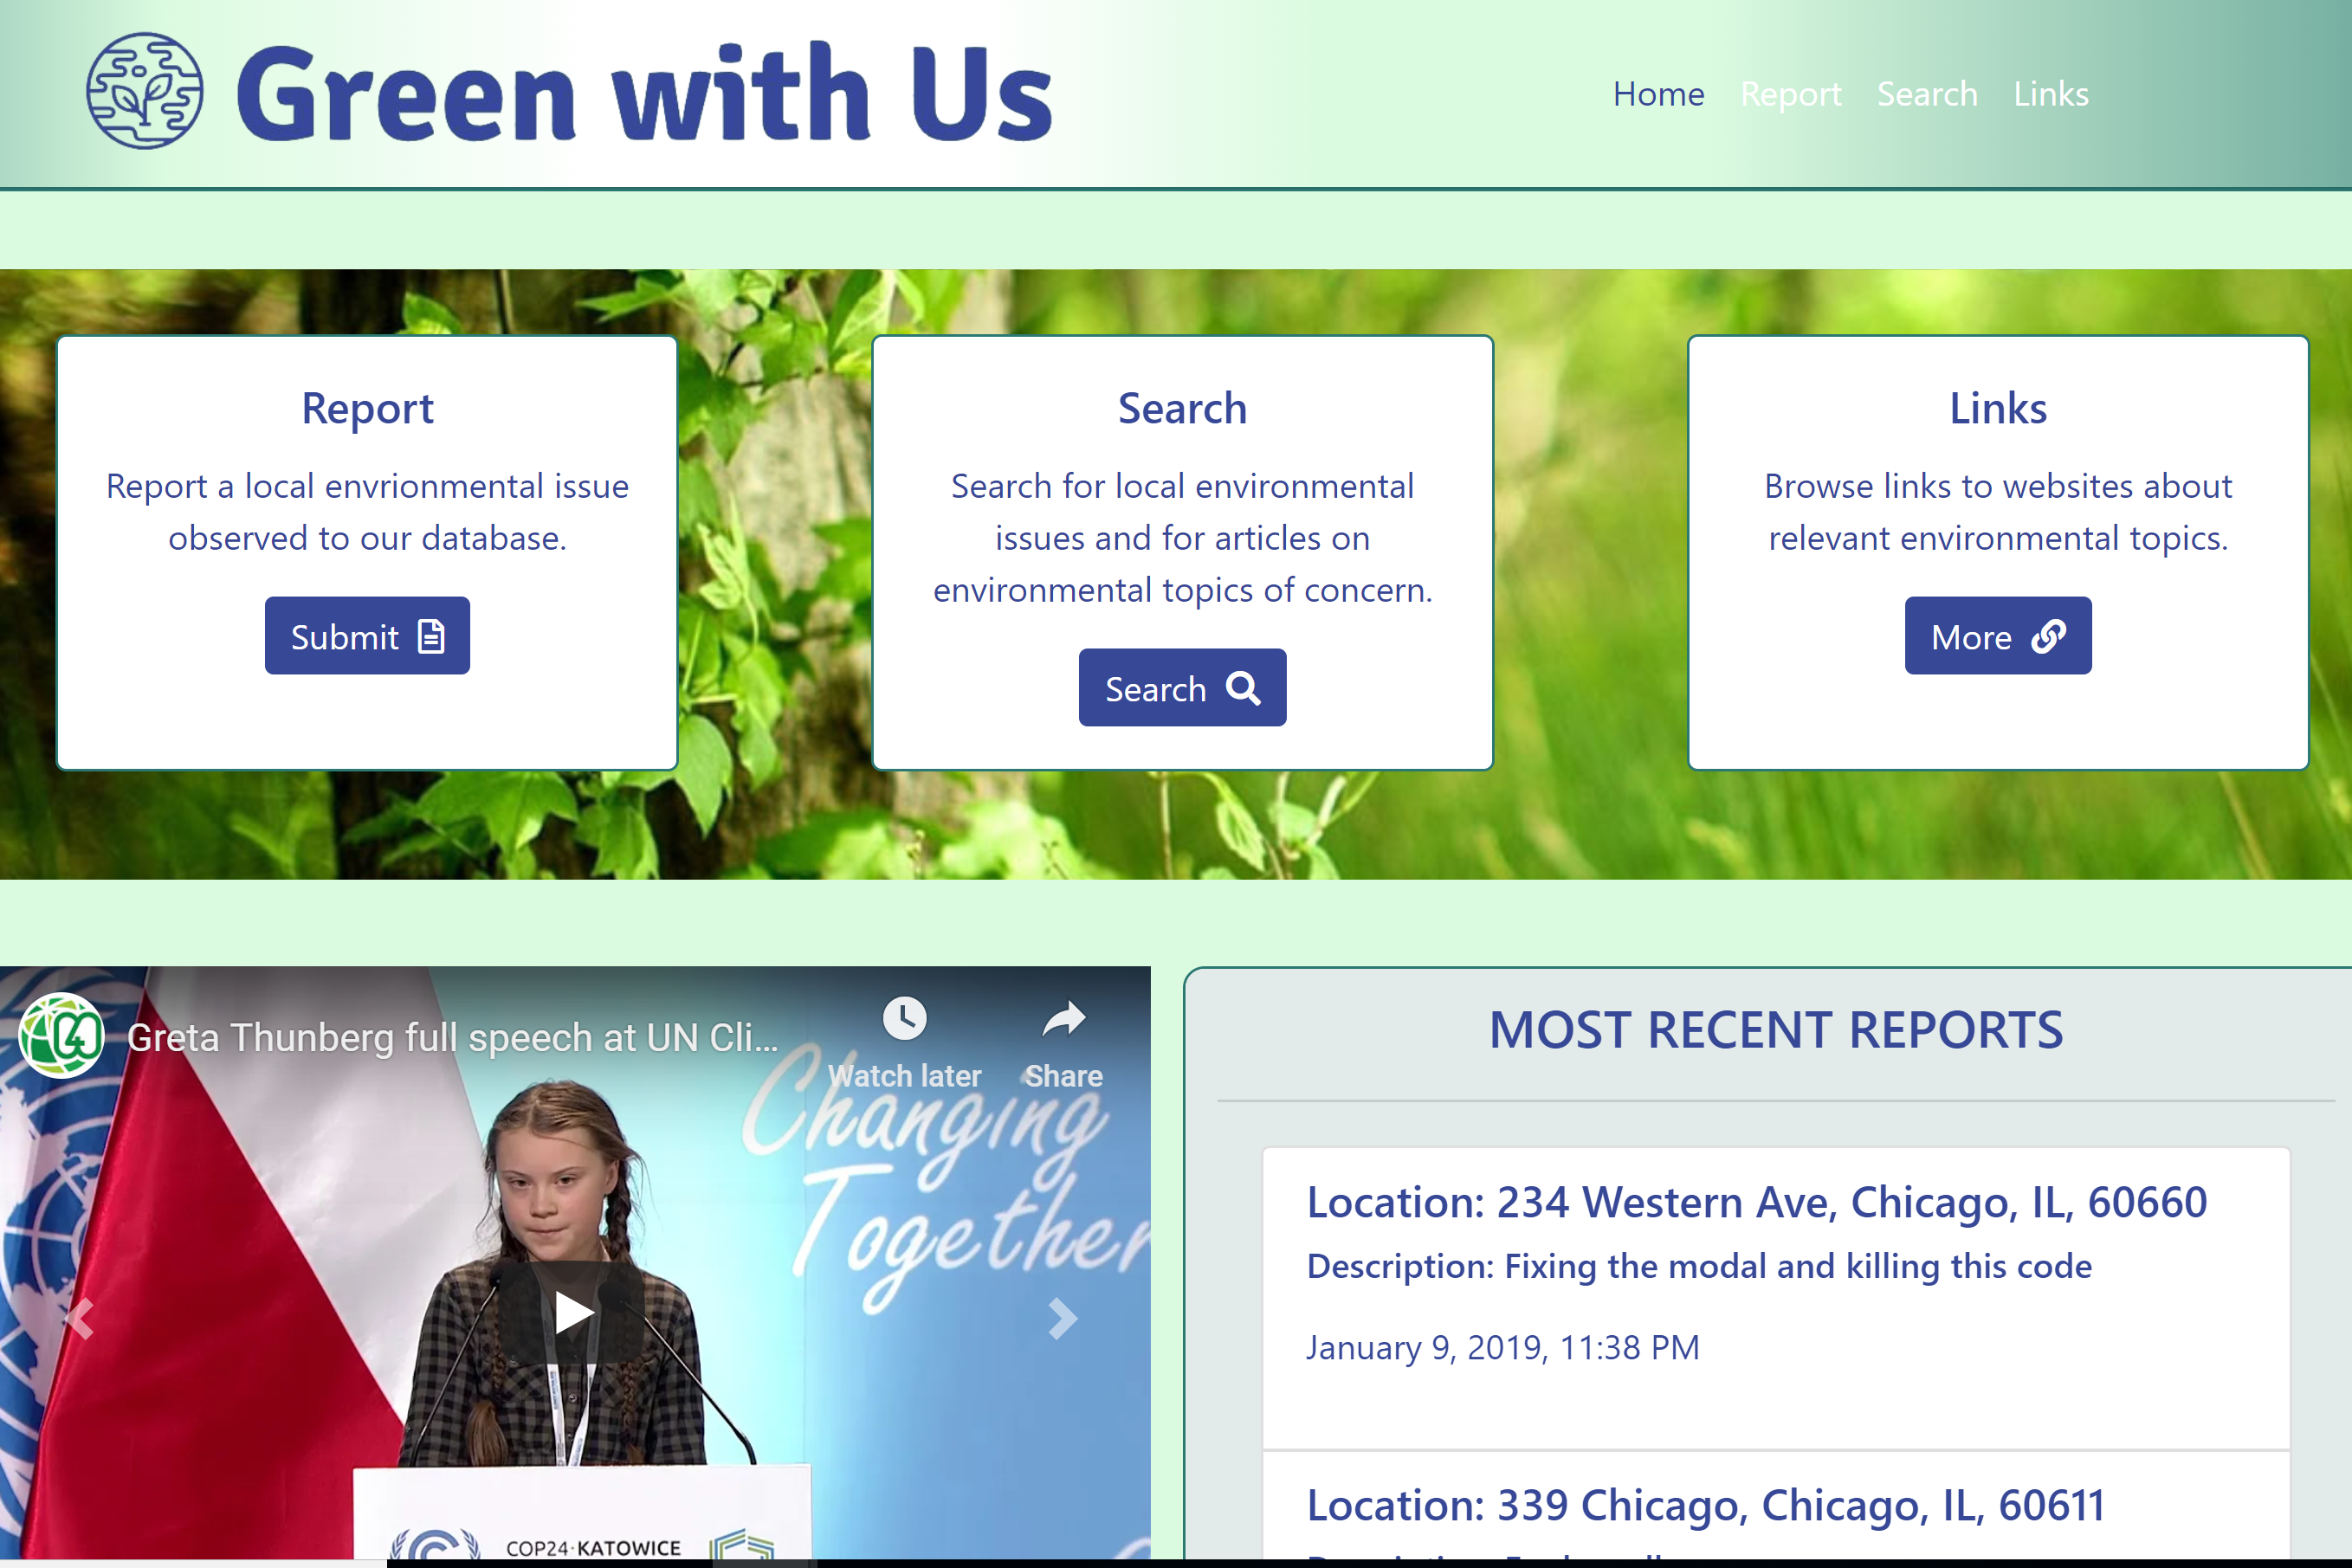 Green with Us
Home Report Search Links
Report
Report a local envrionmental issue
observed to our database.
Submit
Search
Search for local environmental
issues and for articles on
environmental topics of concern.
Search
Links
Browse links to websites about
relevant environmental topics.
More
Greta Thunberg full speech at UN Cli...
Watch later
Share
Changing
Together
COP24·KATOWICE
MOST RECENT REPORTS
Location: 234 Western Ave, Chicago, IL, 60660
Description: Fixing the modal and killing this code
January 9, 2019, 11:38 PM
Location: 339 Chicago, Chicago, IL, 60611